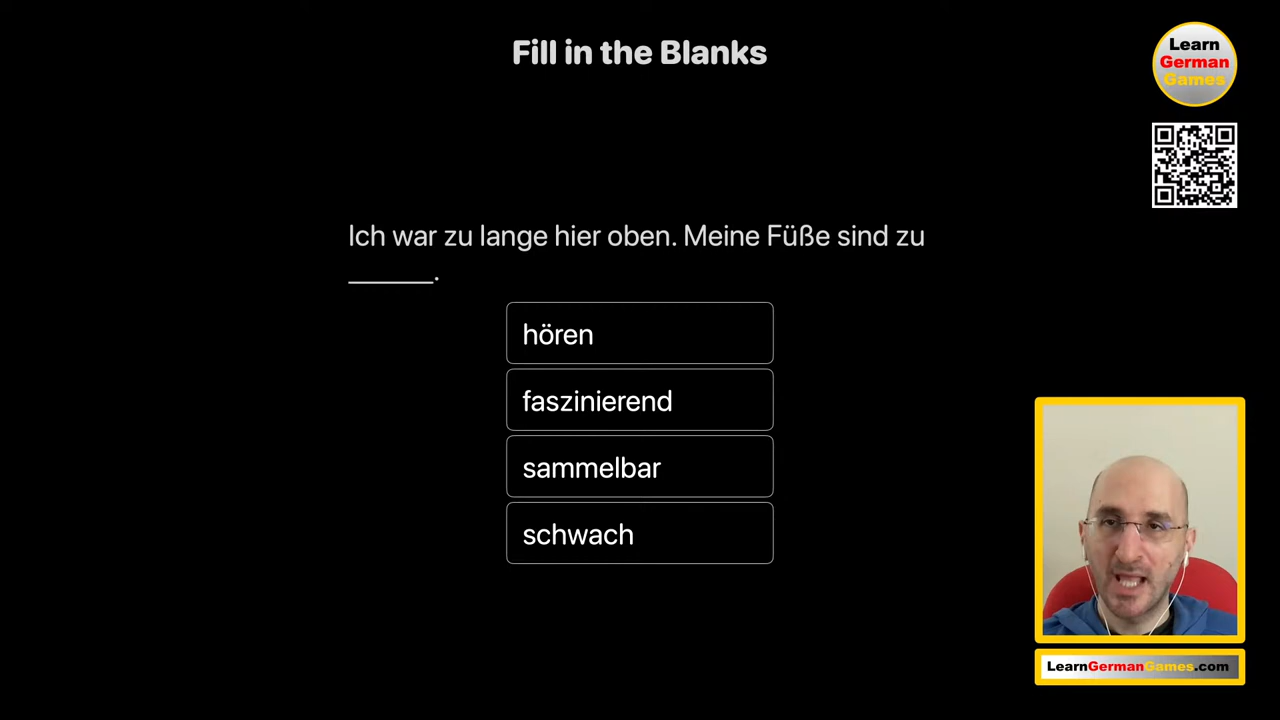 Fill in the Blanks
Learn
German
Games
Ich war zu lange hier oben. Meine Füße sind zu
______.
hören
faszinierend
sammelbar
schwach
LearnGermanGames.com